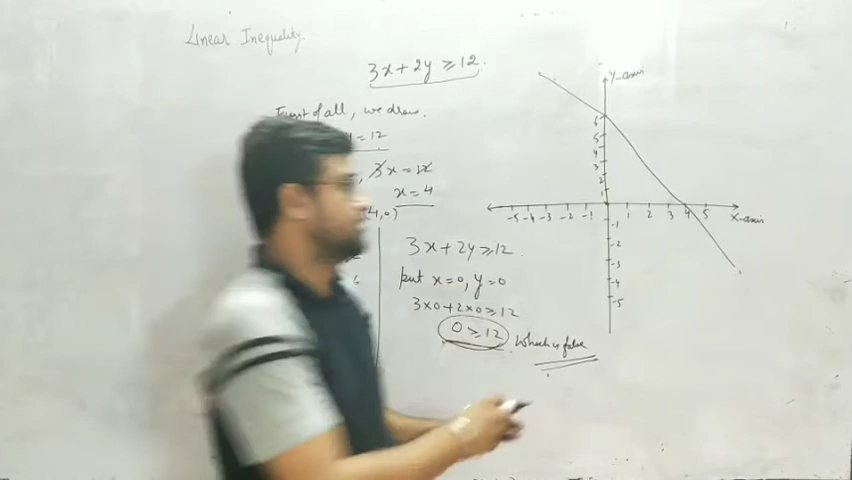 Linear Inequality.
3x+2y ≥ 12.
First of all, we draw.
= 12
, 3x = 12
x = 4
(4,0)
3x+2y ≥ 12.
put x=0, y=0
3×0+2×0 ≥ 12
0 ≥ 12
Which is false
Y-axis
6
5
4
3
2
1
-5 -4 -3 -2 -1 1 2 3 4 5
X-axis
-1
-2
-3
-4
-5